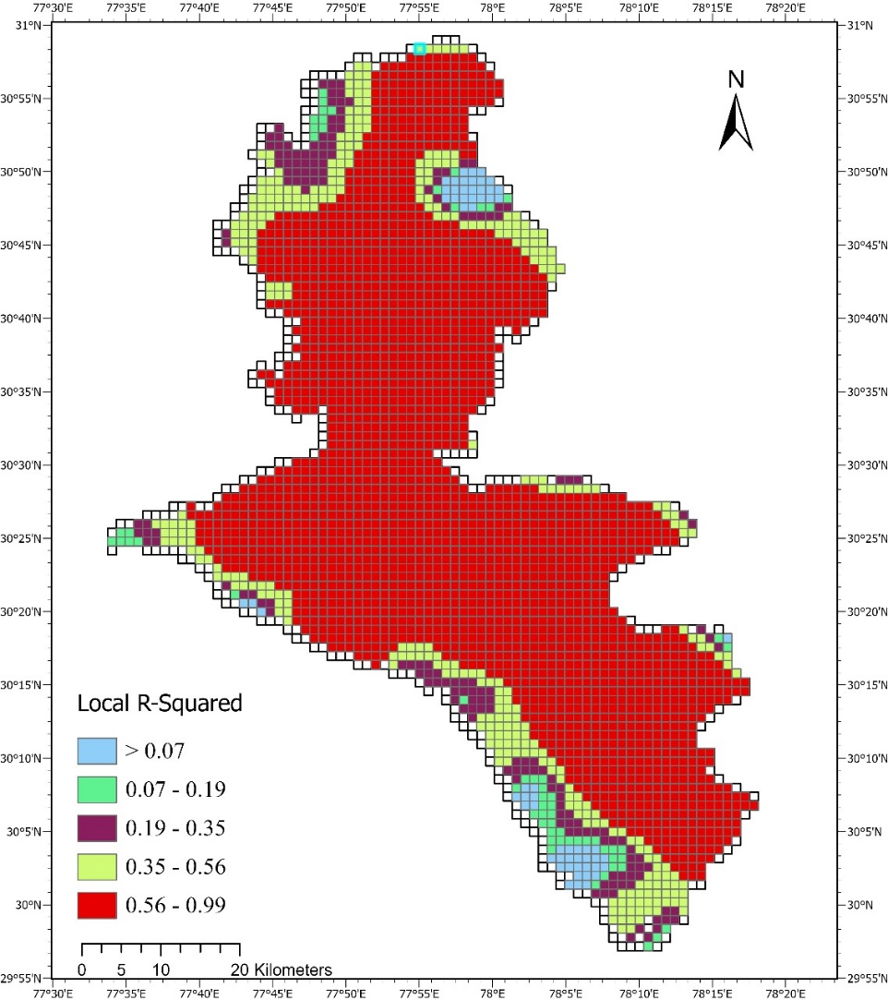 77°30'E 77°35'E 77°40'E 77°45'E 77°50'E 77°55'E 78°E 78°5'E 78°10'E 78°15'E 78°20'E
31°N 31°N
N
30°55'N 30°55'N
30°50'N 30°50'N
30°45'N 30°45'N
30°40'N 30°40'N
30°35'N 30°35'N
30°30'N 30°30'N
30°25'N 30°25'N
30°20'N 30°20'N
30°15'N 30°15'N
Local R-Squared
> 0.07
30°10'N 30°10'N
0.07 - 0.19
0.19 - 0.35
30°5'N 30°5'N
0.35 - 0.56
0.56 - 0.99
30°N 30°N
0 5 10 20 Kilometers
29°55'N 29°55'N
77°30'E 77°35'E 77°40'E 77°45'E 77°50'E 77°55'E 78°0'E 78°5'E 78°10'E 78°15'E 78°20'E